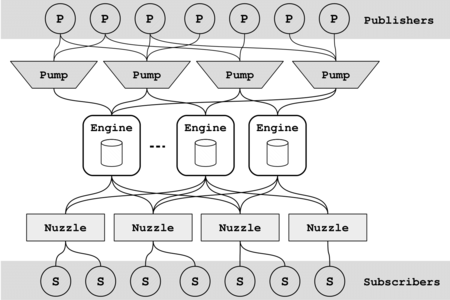 P P P P P P P Publishers
Pump Pump Pump Pump
Engine Engine Engine
Nuzzle Nuzzle Nuzzle Nuzzle
S S S S S S S Subscribers